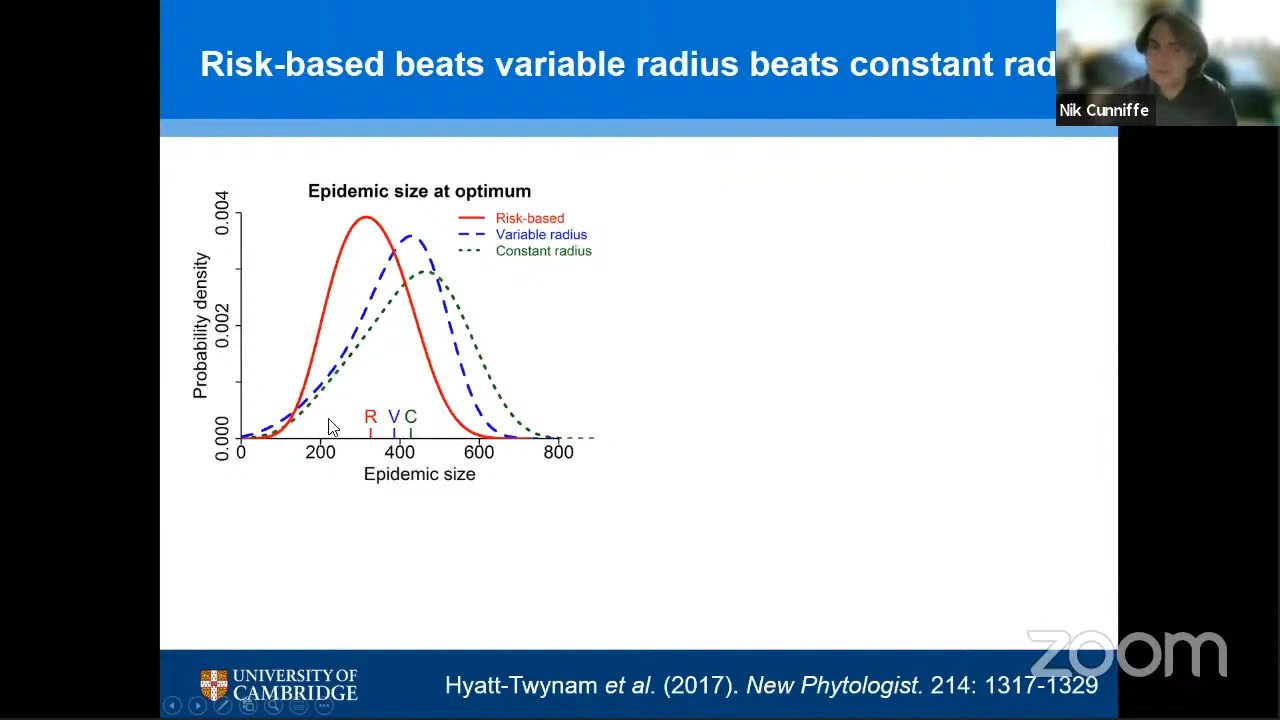 Risk-based beats variable radius beats constant rad
Nik Cunniffe
Epidemic size at optimum
Risk-based
Variable radius
Constant radius
Probability density
0.004
0.002
0.000
R V C
0 200 400 600 800
Epidemic size
zoom
UNIVERSITY OF
CAMBRIDGE
Hyatt-Twynam et al. (2017). New Phytologist. 214: 1317-1329